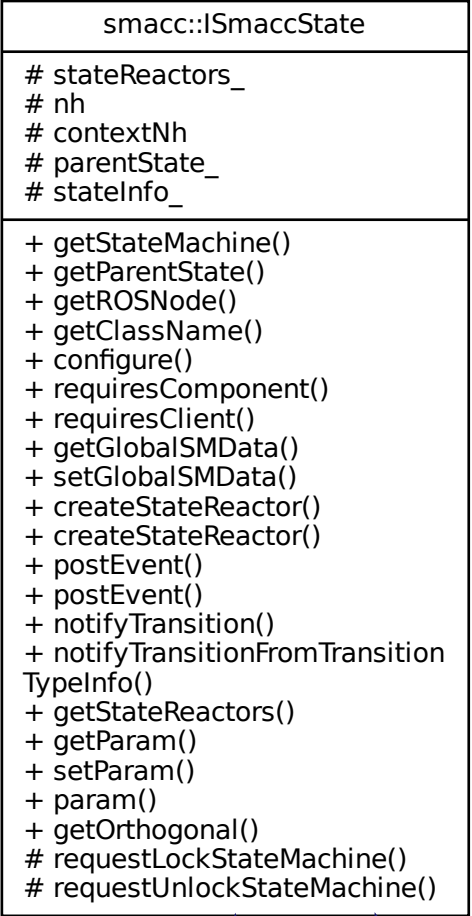 smacc::ISmaccState
# stateReactors_
# nh
# contextNh
# parentState_
# stateInfo_
+ getStateMachine()
+ getParentState()
+ getROSNode()
+ getClassName()
+ configure()
+ requiresComponent()
+ requiresClient()
+ getGlobalSMData()
+ setGlobalSMData()
+ createStateReactor()
+ createStateReactor()
+ postEvent()
+ postEvent()
+ notifyTransition()
+ notifyTransitionFromTransition
TypeInfo()
+ getStateReactors()
+ getParam()
+ setParam()
+ param()
+ getOrthogonal()
# requestLockStateMachine()
# requestUnlockStateMachine()